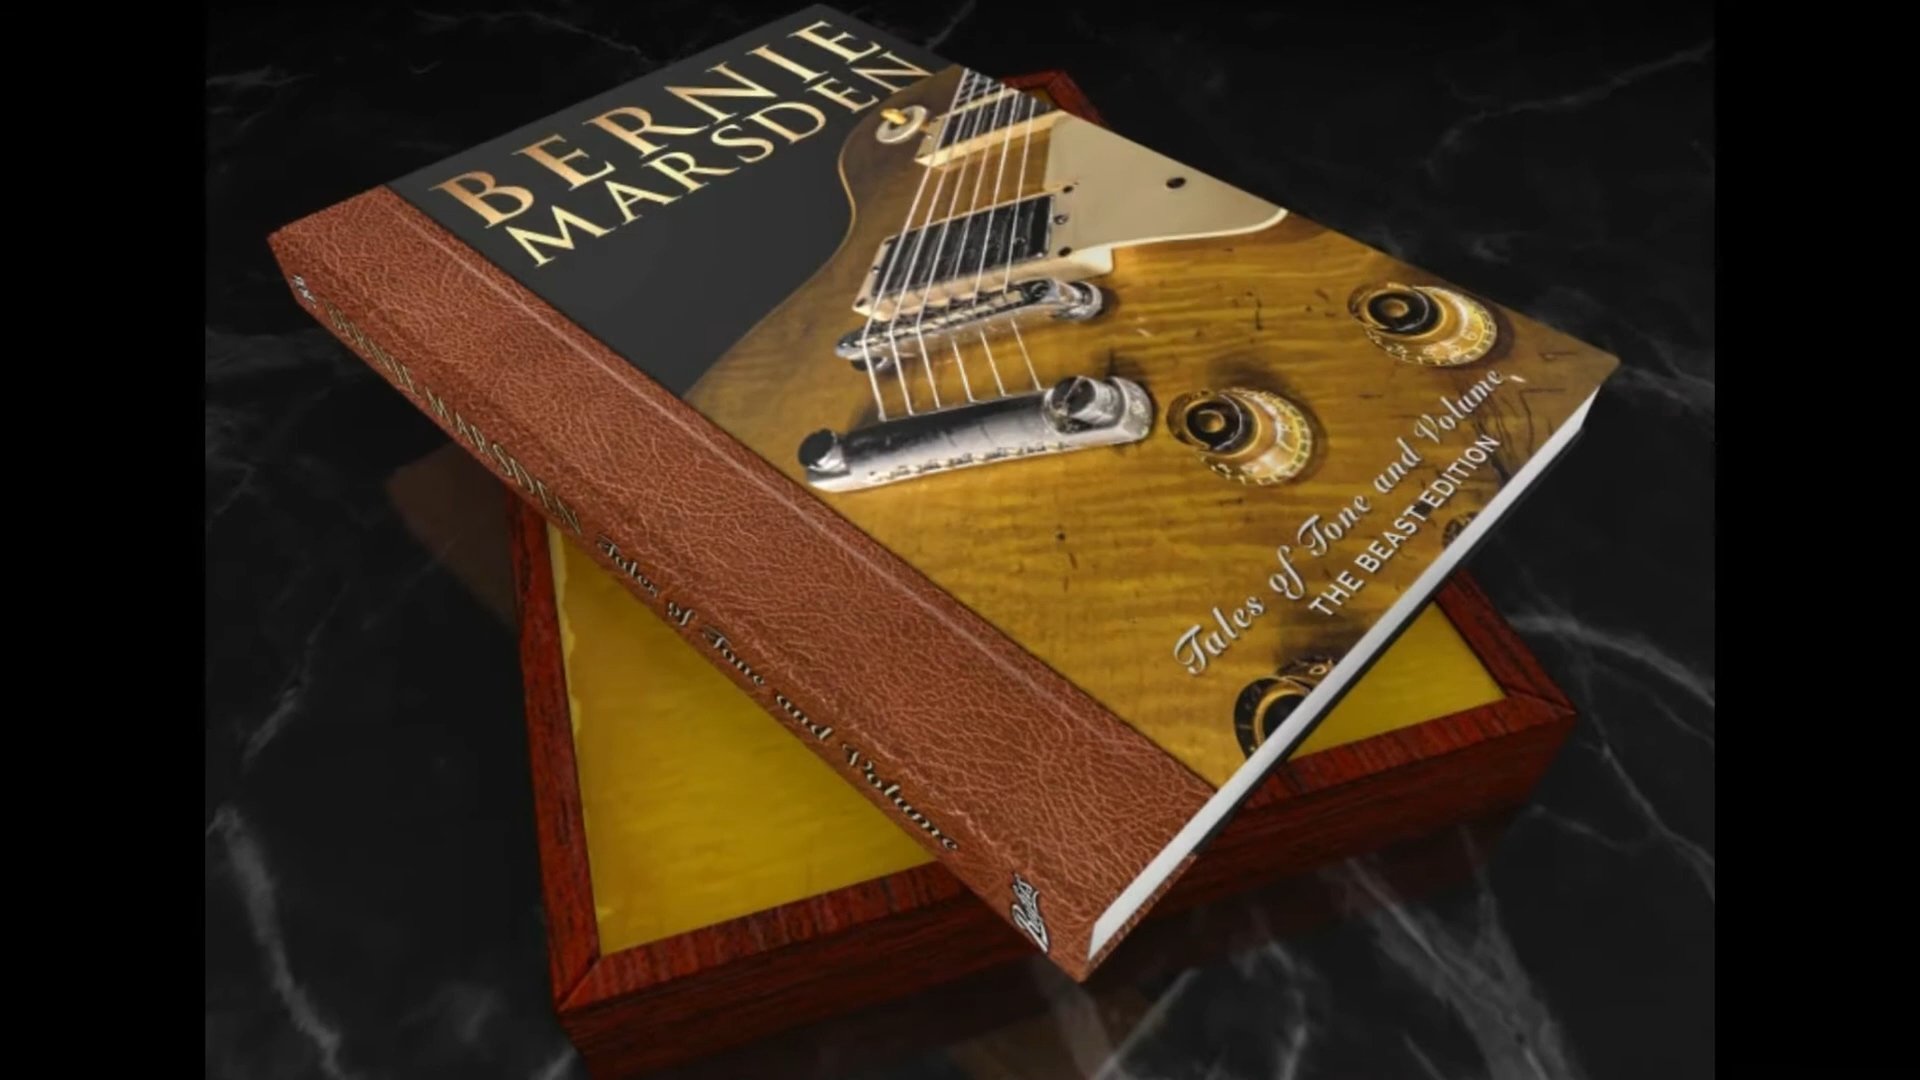 BERNIE
MARSDEN
Tales of Tone and Volume
THE BEAST EDITION
BERNIE MARSDEN Tales of Tone and Volume